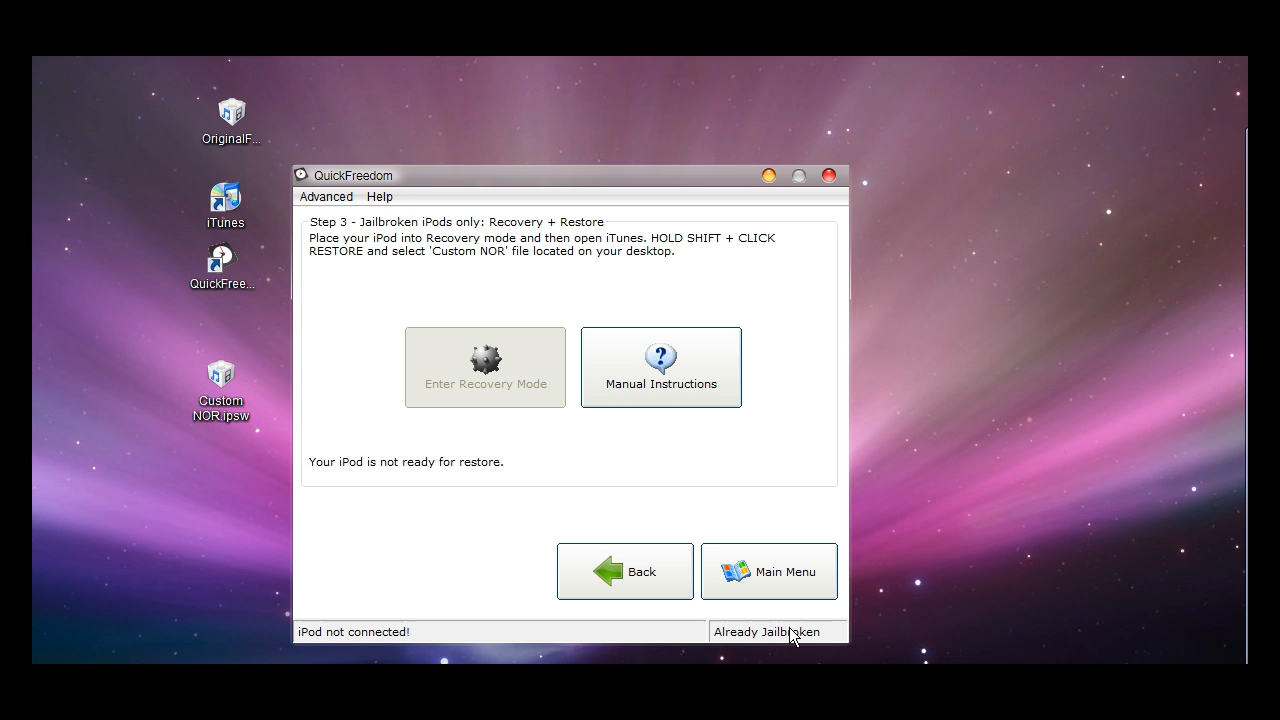 OriginalF...
iTunes
QuickFree...
Custom
NOR.ipsw
QuickFreedom
Advanced Help
Step 3 - Jailbroken iPods only: Recovery + Restore
Place your iPod into Recovery mode and then open iTunes. HOLD SHIFT + CLICK
RESTORE and select 'Custom NOR' file located on your desktop.
Enter Recovery Mode
Manual Instructions
Your iPod is not ready for restore.
Back
Main Menu
iPod not connected!
Already Jailbroken